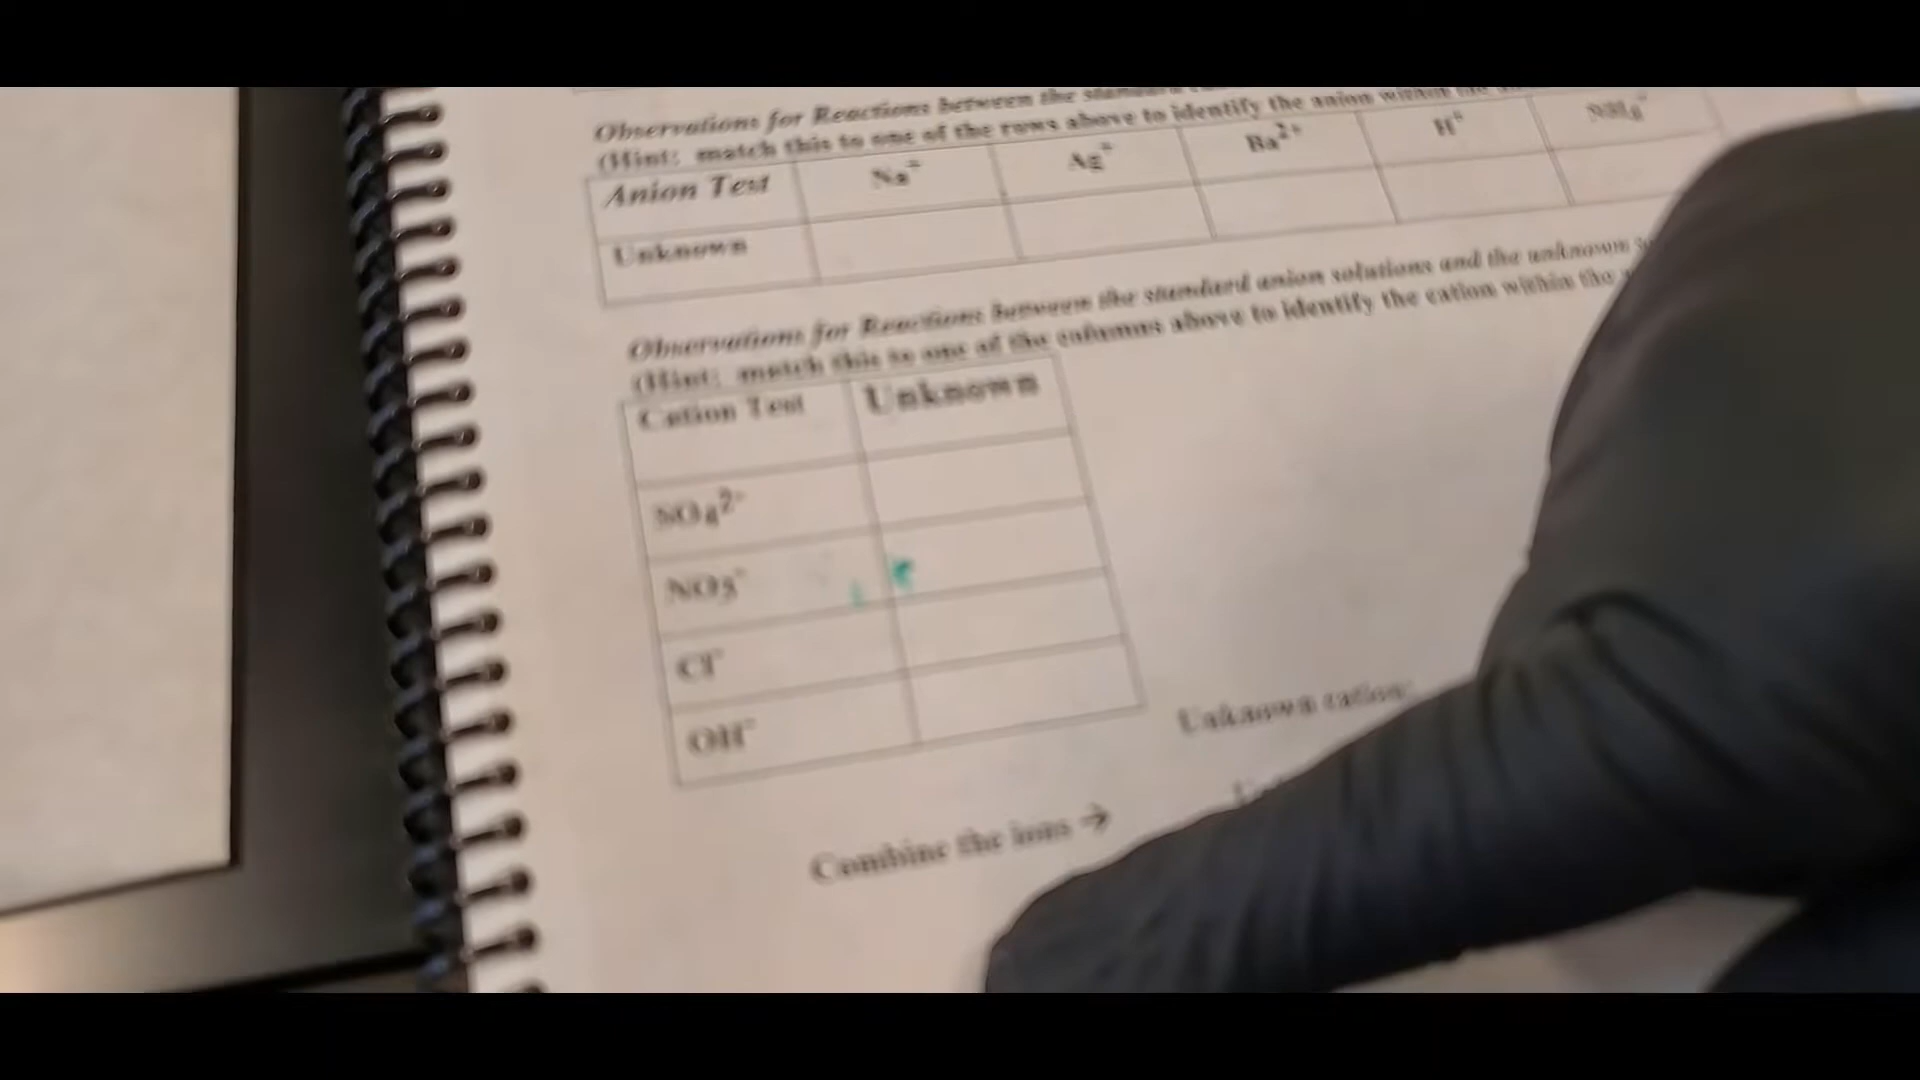 Observations for Reactions between the standard
(Hint: match this to one of the rows above to identify the anion within the
Anion Test Na⁺ Ag⁺ Ba²⁺ H⁺ NH₄⁺
Unknown
Observations for Reactions between the standard anion solutions and the unknown
(Hint: match this to one of the columns above to identify the cation within the
Cation Test Unknown
SO₄²⁻
NO₃⁻
Cl⁻
OH⁻
Unknown cation:
Combine the ions →